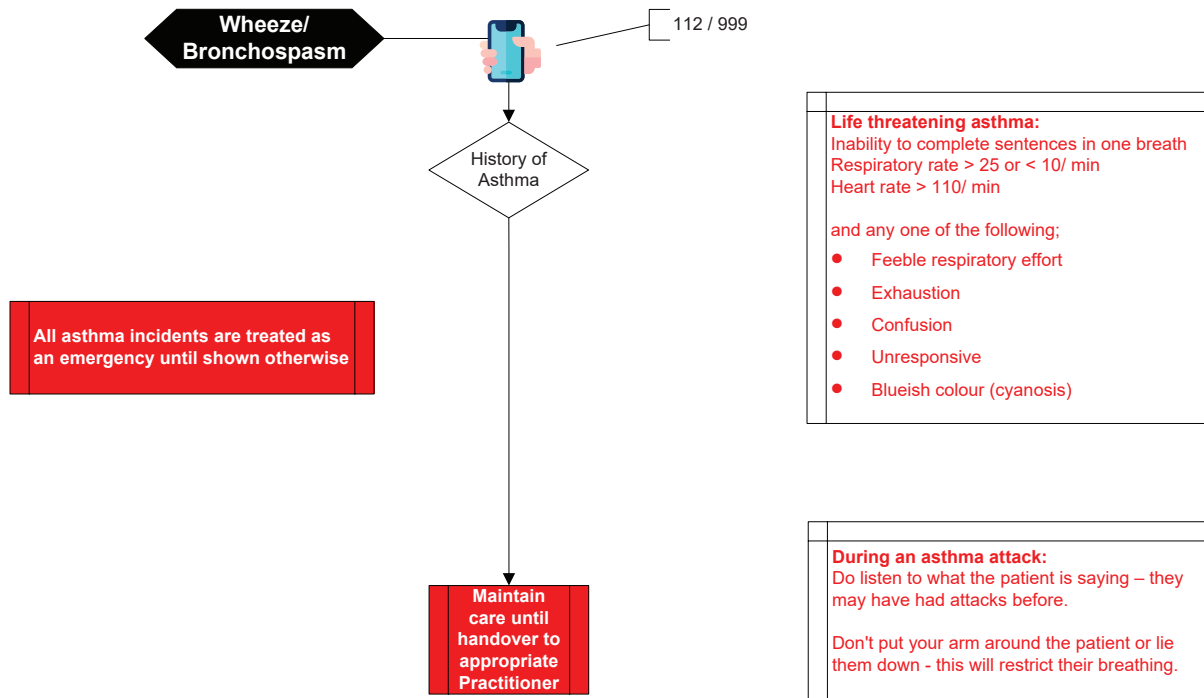 Wheeze/
Bronchospasm
112 / 999
History of
Asthma
Life threatening asthma:
Inability to complete sentences in one breath
Respiratory rate > 25 or < 10/ min
Heart rate > 110/ min
and any one of the following;
● Feeble respiratory effort
● Exhaustion
● Confusion
● Unresponsive
● Blueish colour (cyanosis)
All asthma incidents are treated as
an emergency until shown otherwise
During an asthma attack:
Do listen to what the patient is saying – they
may have had attacks before.
Don't put your arm around the patient or lie
them down - this will restrict their breathing.
Maintain
care until
handover to
appropriate
Practitioner